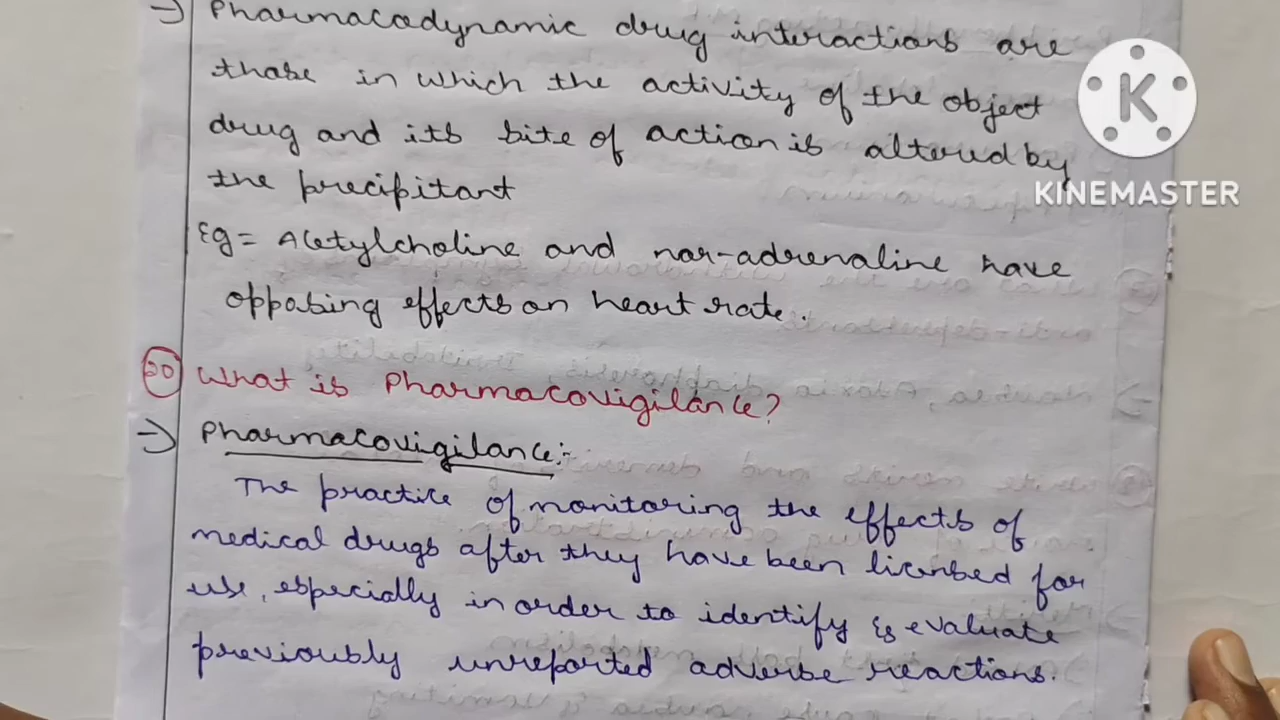 → Pharmacodynamic drug interactions are
those in which the activity of the object
drug and its site of action is altered by
the precipitant
Eg = Acetylcholine and nor-adrenaline have
opposing effects on heart rate.
20 What is Pharmacovigilance?
→ Pharmacovigilance:-
The practice of monitoring the effects of
medical drugs after they have been licensed for
use, especially in order to identify & evaluate
previously unreported adverse reactions.
K
KINEMASTER